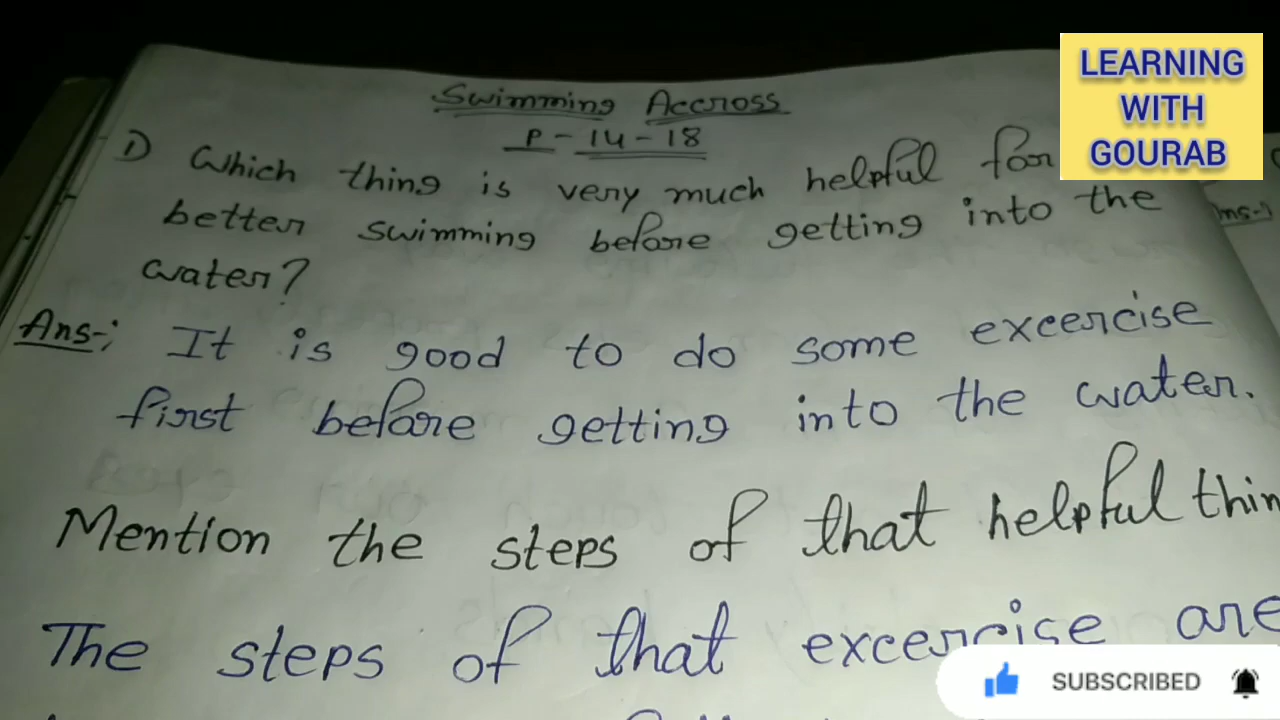 Swimming Accross
P-14-18
1) Which thing is very much helpful for
better swimming before getting into the
water?
Ans-; It is good to do some excercise
first before getting into the water.
Mention the steps of that helpful thin
The steps of that excercise are
LEARNING
WITH
GOURAB
Ans-)
SUBSCRIBED